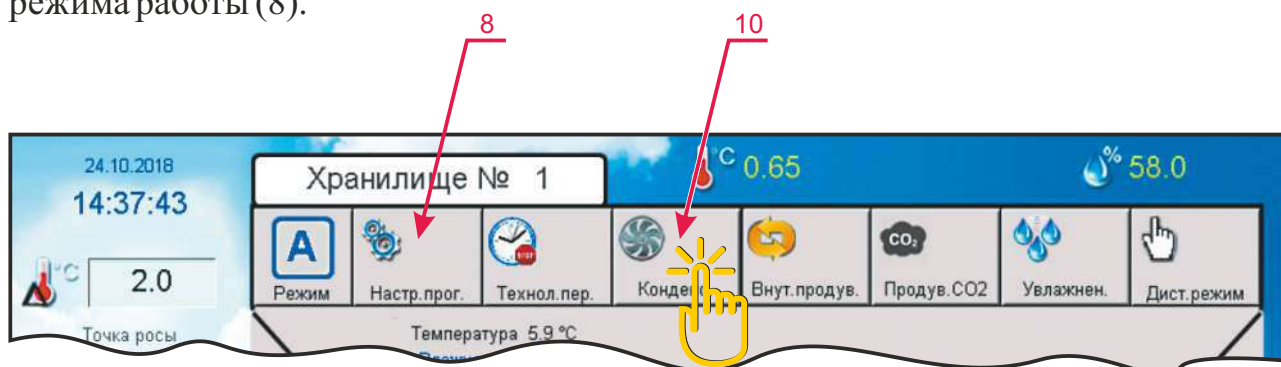 режима работы (8).
8
10
24.10.2018
14:37:43
Хранилище № 1
°C 0.65
% 58.0
°C 2.0
A
STOP
CO₂
Режим
Настр.прог.
Технол.пер.
Внут.продув.
Продув.CO2
Увлажнен.
Дист.режим
Точка росы
Температура 5.9 °C